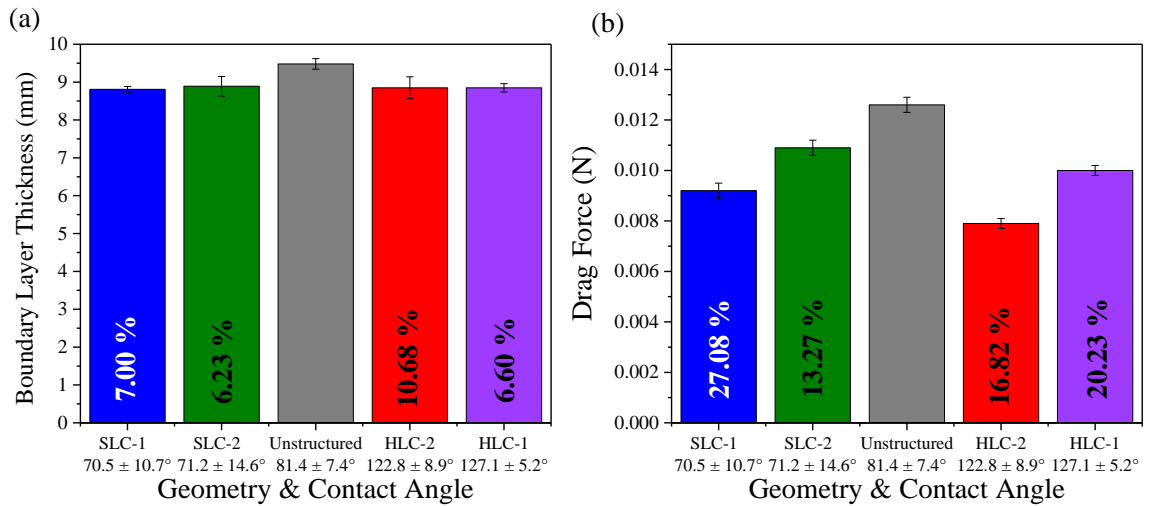 (a)
Boundary Layer Thickness (mm)
10
9
8
7
6
5
4
3
2
1
0
7.00 %
6.23 %
10.68 %
6.60 %
SLC-1
70.5 ± 10.7°
SLC-2
71.2 ± 14.6°
Unstructured
81.4 ± 7.4°
HLC-2
122.8 ± 8.9°
HLC-1
127.1 ± 5.2°
Geometry & Contact Angle
(b)
Drag Force (N)
0.014
0.012
0.010
0.008
0.006
0.004
0.002
0.000
27.08 %
13.27 %
16.82 %
20.23 %
SLC-1
70.5 ± 10.7°
SLC-2
71.2 ± 14.6°
Unstructured
81.4 ± 7.4°
HLC-2
122.8 ± 8.9°
HLC-1
127.1 ± 5.2°
Geometry & Contact Angle